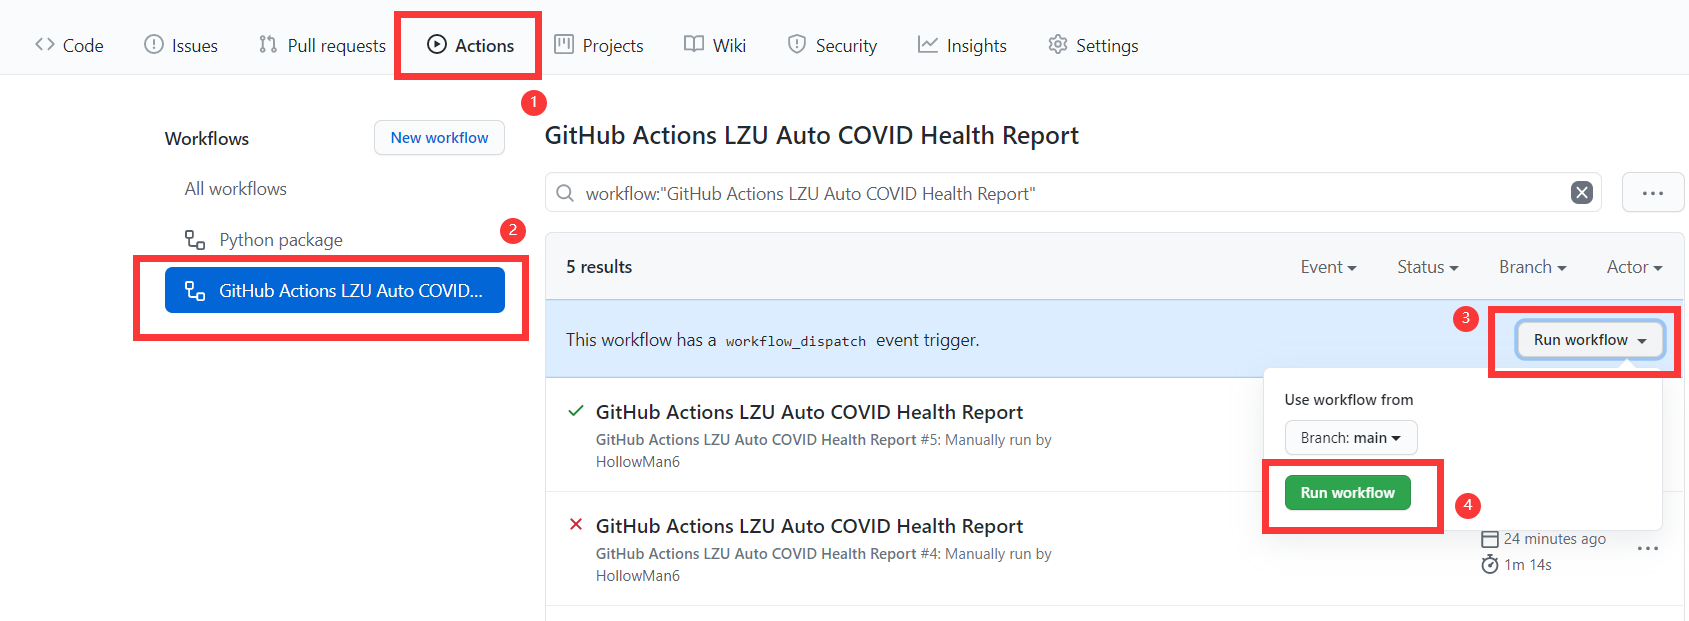 Code Issues Pull requests Actions Projects Wiki Security Insights Settings
1
Workflows New workflow
All workflows
Python package
2
GitHub Actions LZU Auto COVID...
GitHub Actions LZU Auto COVID Health Report
workflow:"GitHub Actions LZU Auto COVID Health Report"
5 results Event Status Branch Actor
This workflow has a workflow_dispatch event trigger.
3
Run workflow
Use workflow from
Branch: main
Run workflow
4
GitHub Actions LZU Auto COVID Health Report
GitHub Actions LZU Auto COVID Health Report #5: Manually run by
HollowMan6
GitHub Actions LZU Auto COVID Health Report
GitHub Actions LZU Auto COVID Health Report #4: Manually run by
HollowMan6
24 minutes ago
1m 14s